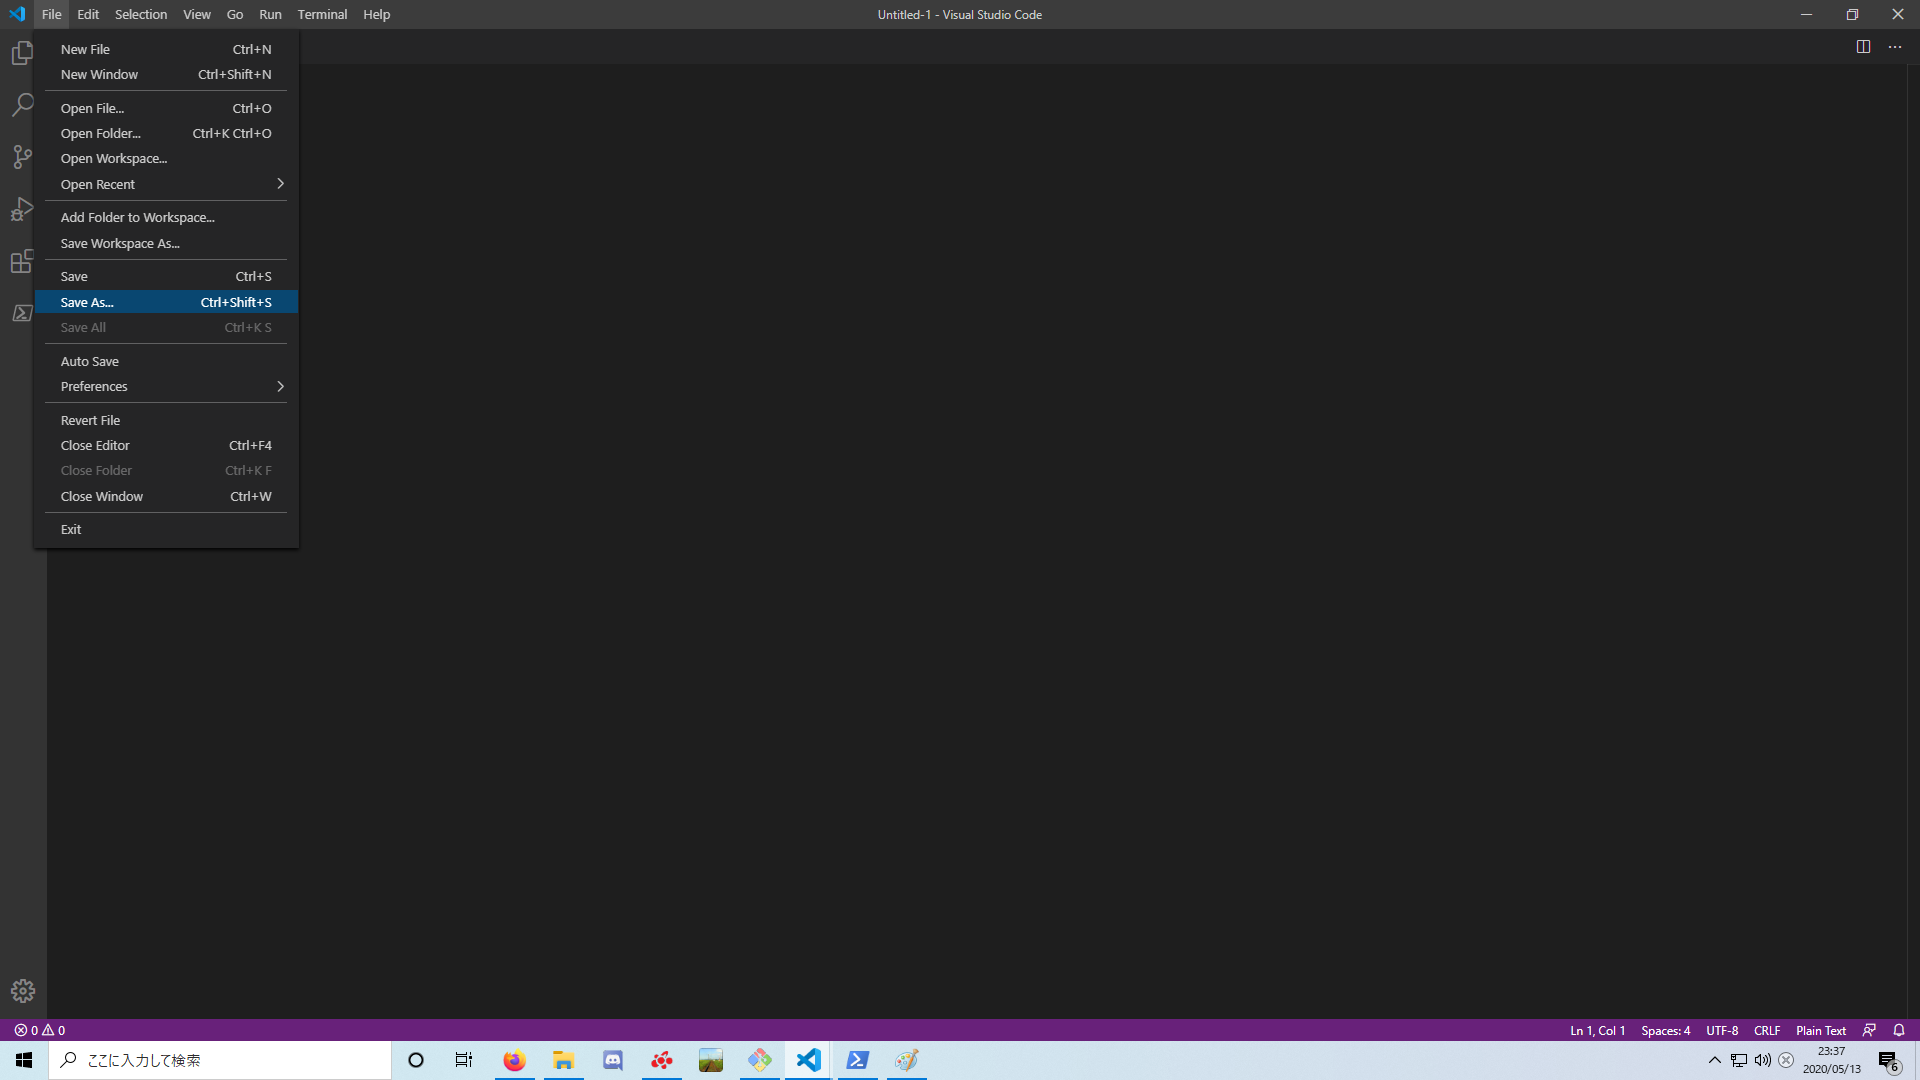 File Edit Selection View Go Run Terminal Help
Untitled-1 - Visual Studio Code
New File Ctrl+N
New Window Ctrl+Shift+N
Open File... Ctrl+O
Open Folder... Ctrl+K Ctrl+O
Open Workspace...
Open Recent
Add Folder to Workspace...
Save Workspace As...
Save Ctrl+S
Save As... Ctrl+Shift+S
Save All Ctrl+K S
Auto Save
Preferences
Revert File
Close Editor Ctrl+F4
Close Folder Ctrl+K F
Close Window Ctrl+W
Exit
0 0
Ln 1, Col 1 Spaces: 4 UTF-8 CRLF Plain Text
ここに入力して検索
23:37
2020/05/13
6